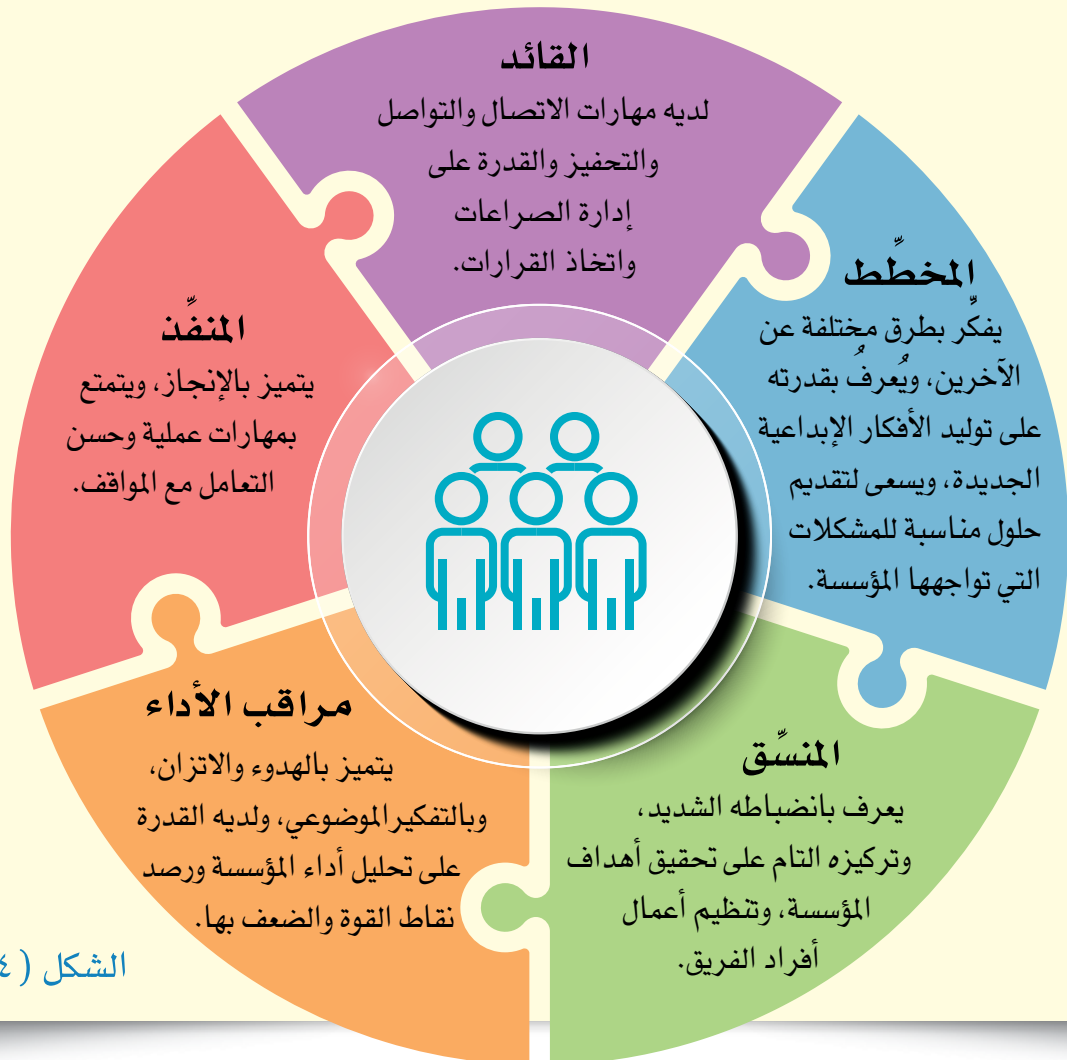 القائد
لديه مهارات الاتصال والتواصل
والتحفيز والقدرة على
إدارة الصراعات
واتخاذ القرارات.
المخطِّط
يفكِّر بطرق مختلفة عن
الآخرين، ويُعرفُ بقدرته
على توليد الأفكار الإبداعية
الجديدة، ويسعى لتقديم
حلول مناسبة للمشكلات
التي تواجهها المؤسسة.
المنسِّق
يعرف بانضباطه الشديد،
وتركيزه التام على تحقيق أهداف
المؤسسة، وتنظيم أعمال
أفراد الفريق.
مراقب الأداء
يتميز بالهدوء والاتزان،
وبالتفكير الموضوعي، ولديه القدرة
على تحليل أداء المؤسسة ورصد
نقاط القوة والضعف بها.
المنفِّذ
يتميز بالإنجاز، ويتمتع
بمهارات عملية وحسن
التعامل مع المواقف.
الشكل (٤